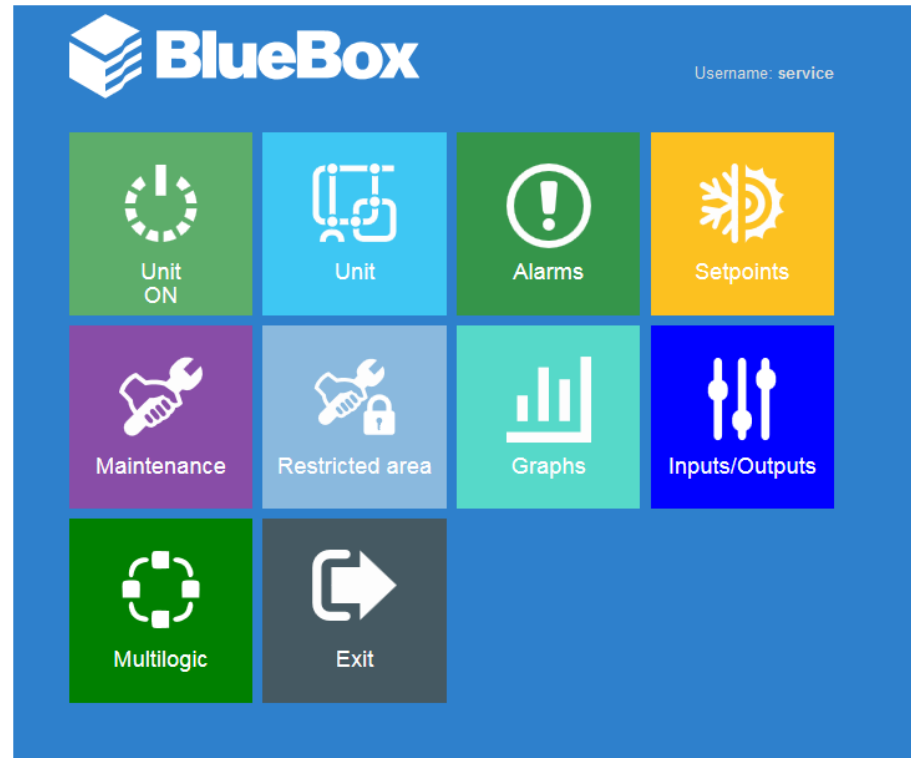 BlueBox
Username: service
Unit
ON
Unit
Alarms
Setpoints
Maintenance
Restricted area
Graphs
Inputs/Outputs
Multilogic
Exit